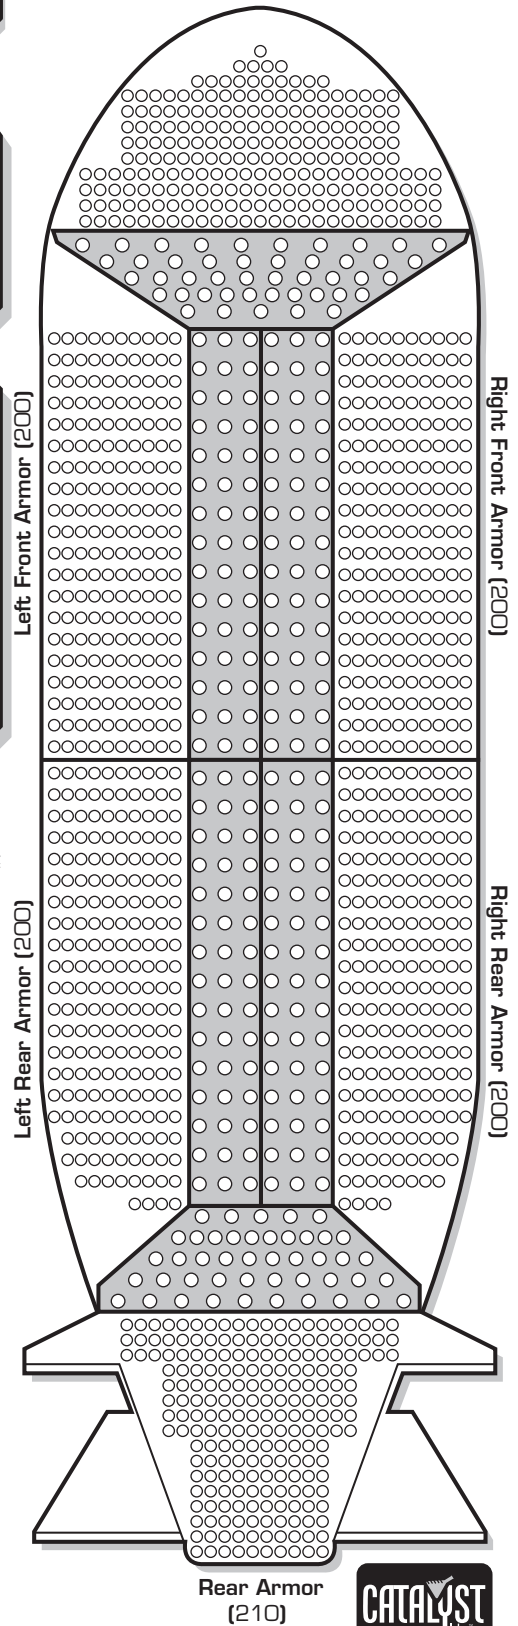 Left Front Armor (200)
Right Front Armor (200)
Left Rear Armor (200)
Right Rear Armor (200)
Rear Armor
(210)
CATALYST